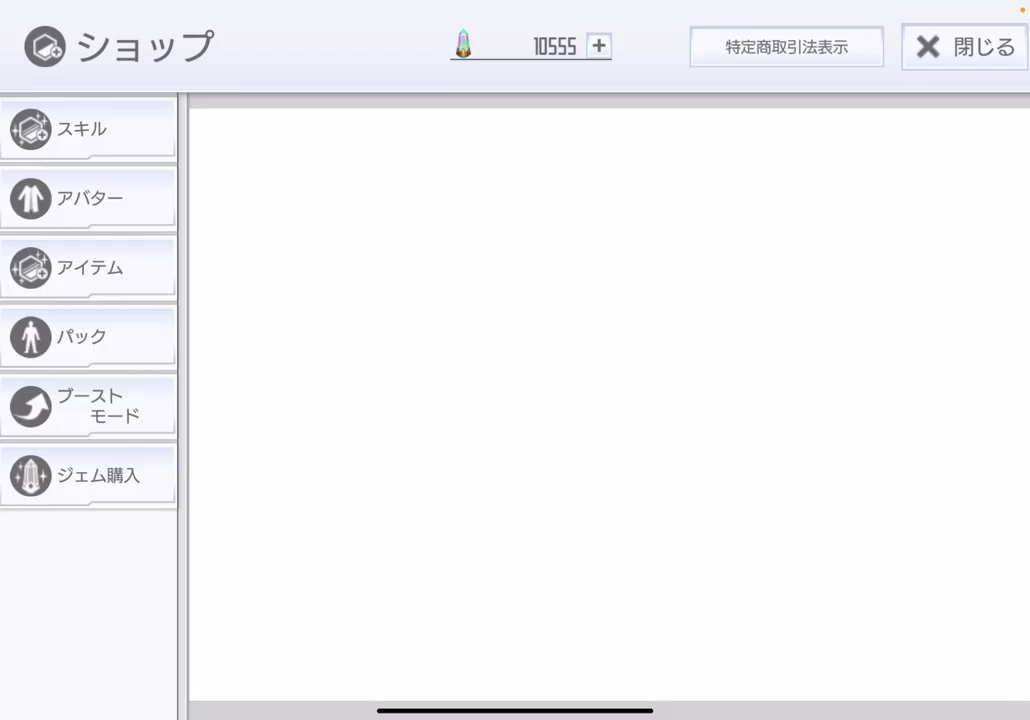 ショップ
10555
特定商取引法表示
閉じる
スキル
アバター
アイテム
パック
ブースト
モード
ジェム購入